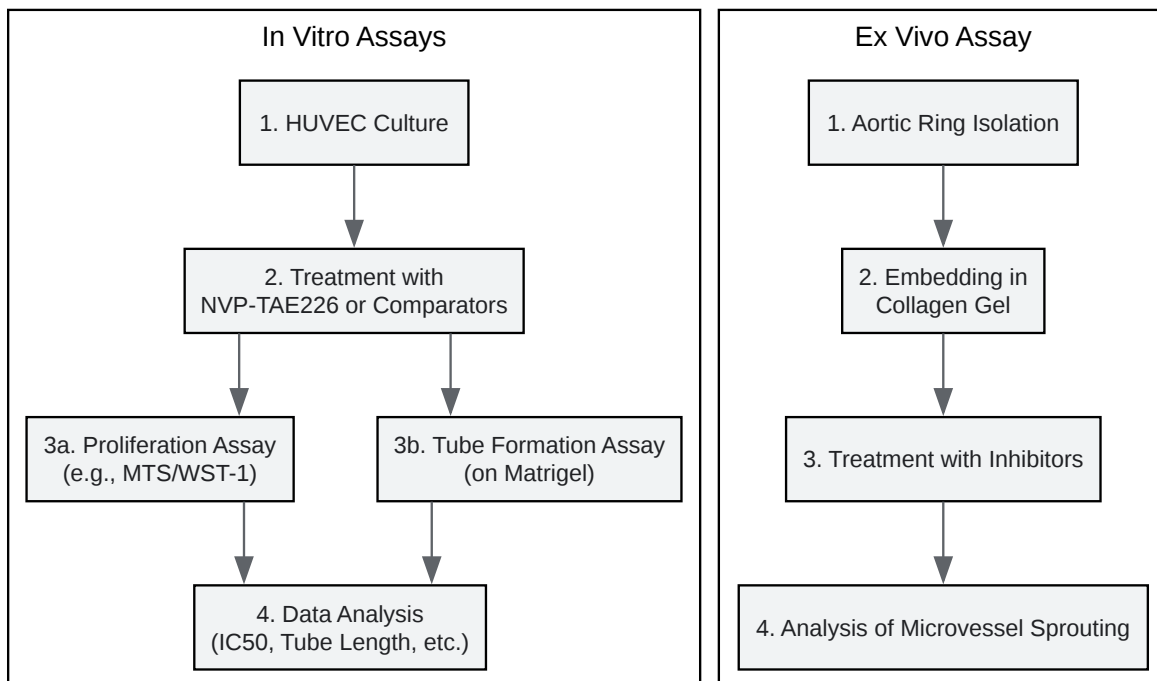 In Vitro Assays
1. HUVEC Culture
2. Treatment with
NVP-TAE226 or Comparators
3a. Proliferation Assay
(e.g., MTS/WST-1)
3b. Tube Formation Assay
(on Matrigel)
4. Data Analysis
(IC50, Tube Length, etc.)
Ex Vivo Assay
1. Aortic Ring Isolation
2. Embedding in
Collagen Gel
3. Treatment with Inhibitors
4. Analysis of Microvessel Sprouting